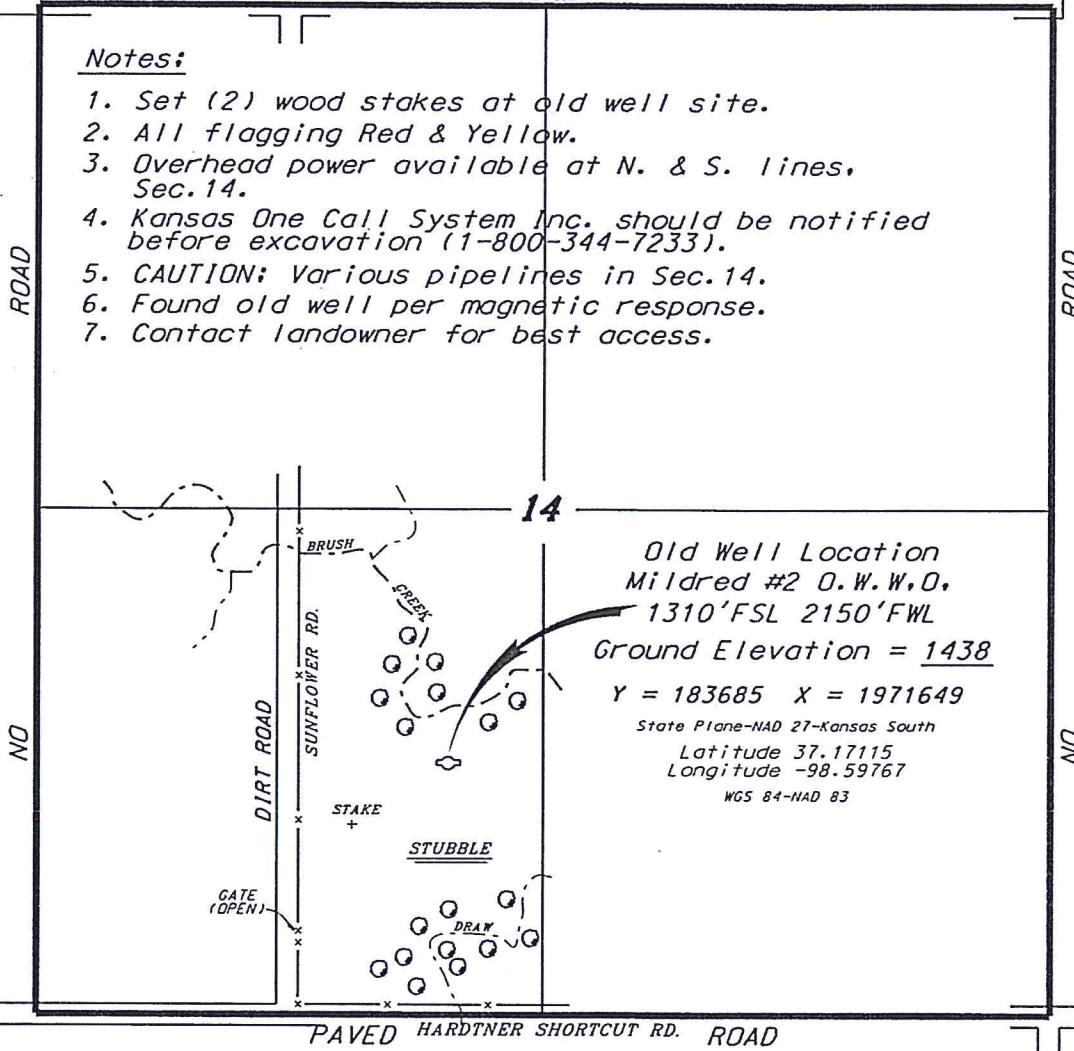 Notes:
1. Set (2) wood stakes at old well site.
2. All flagging Red & Yellow.
3. Overhead power available at N. & S. lines,
Sec. 14.
4. Kansas One Call System Inc. should be notified
before excavation (1-800-344-7233).
5. CAUTION: Various pipelines in Sec. 14.
6. Found old well per magnetic response.
7. Contact landowner for best access.
ROAD
NO
ROAD
NO
14
BRUSH
CREEK
Old Well Location
Mildred #2 O.W.W.O.
1310'FSL 2150'FWL
Ground Elevation = 1438
Y = 183685 X = 1971649
State Plane-NAD 27-Kansas South
Latitude 37.17115
Longitude -98.59767
WGS 84-NAD 83
DIRT ROAD
SUNFLOWER RD.
STAKE
STUBBLE
GATE
(OPEN)
DRAW
PAVED HARDTNER SHORTCUT RD. ROAD